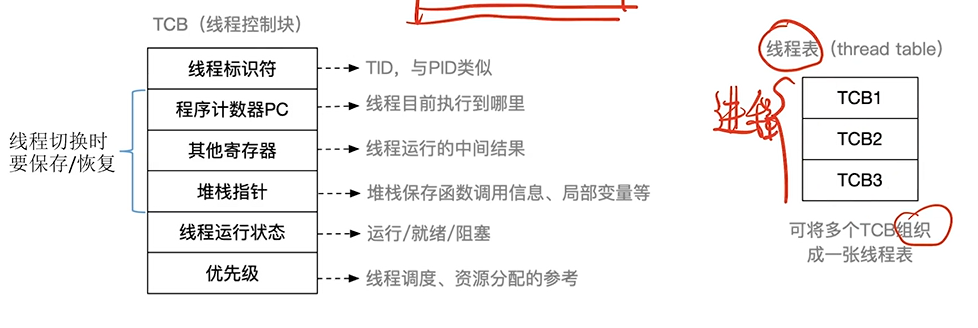 TCB（线程控制块）
线程标识符
TID，与PID类似
程序计数器PC
线程目前执行到哪里
其他寄存器
线程运行的中间结果
堆栈指针
堆栈保存函数调用信息、局部变量等
线程运行状态
运行/就绪/阻塞
优先级
线程调度、资源分配的参考
线程切换时
要保存/恢复
线程表（thread table）
进程
TCB1
TCB2
TCB3
可将多个TCB组织
成一张线程表